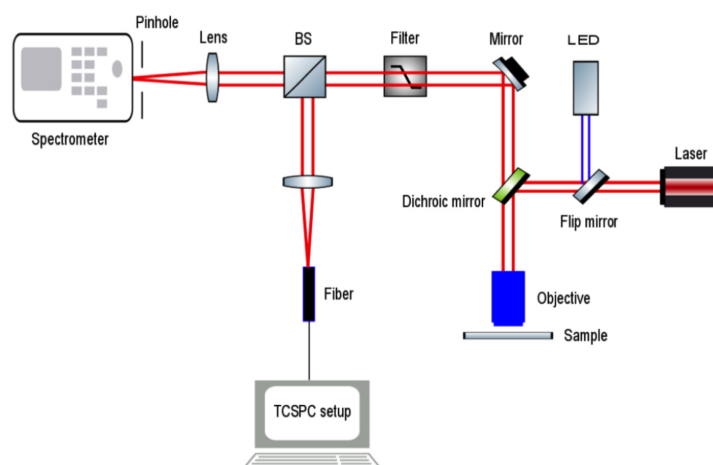 Pinhole
Lens
BS
Filter
Mirror
LED
Spectrometer
Laser
Dichroic mirror
Flip mirror
Fiber
Objective
Sample
TCSPC setup